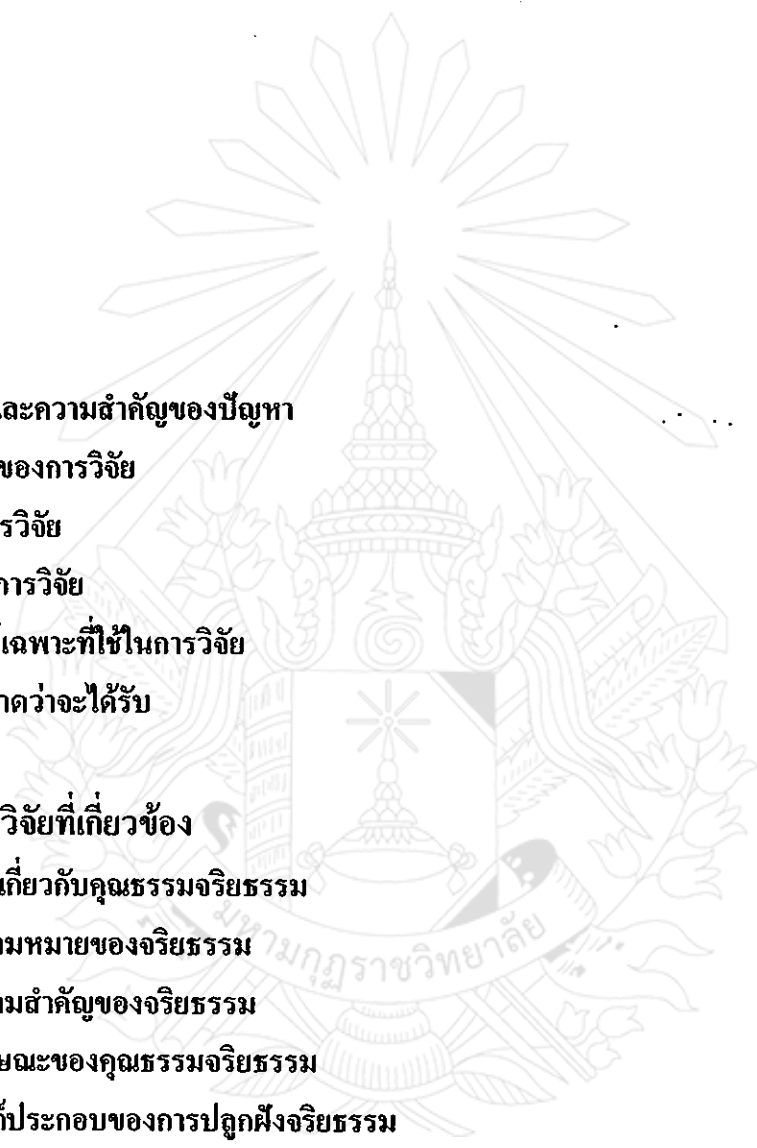 และความสำคัญของปัญหา
ของการวิจัย
รวิจัย
การวิจัย
์เฉพาะที่ใช้ในการวิจัย
าดว่าจะได้รับ
วิจัยที่เกี่ยวข้อง
เกี่ยวกับคุณธรรมจริยธรรม
ามหมายของจริยธรรม
ามสำคัญของจริยธรรม
ษณะของคุณธรรมจริยธรรม
ก์ประกอบของการปลูกฝังจริยธรรม
มหามกุฏราชวิทยาลัย